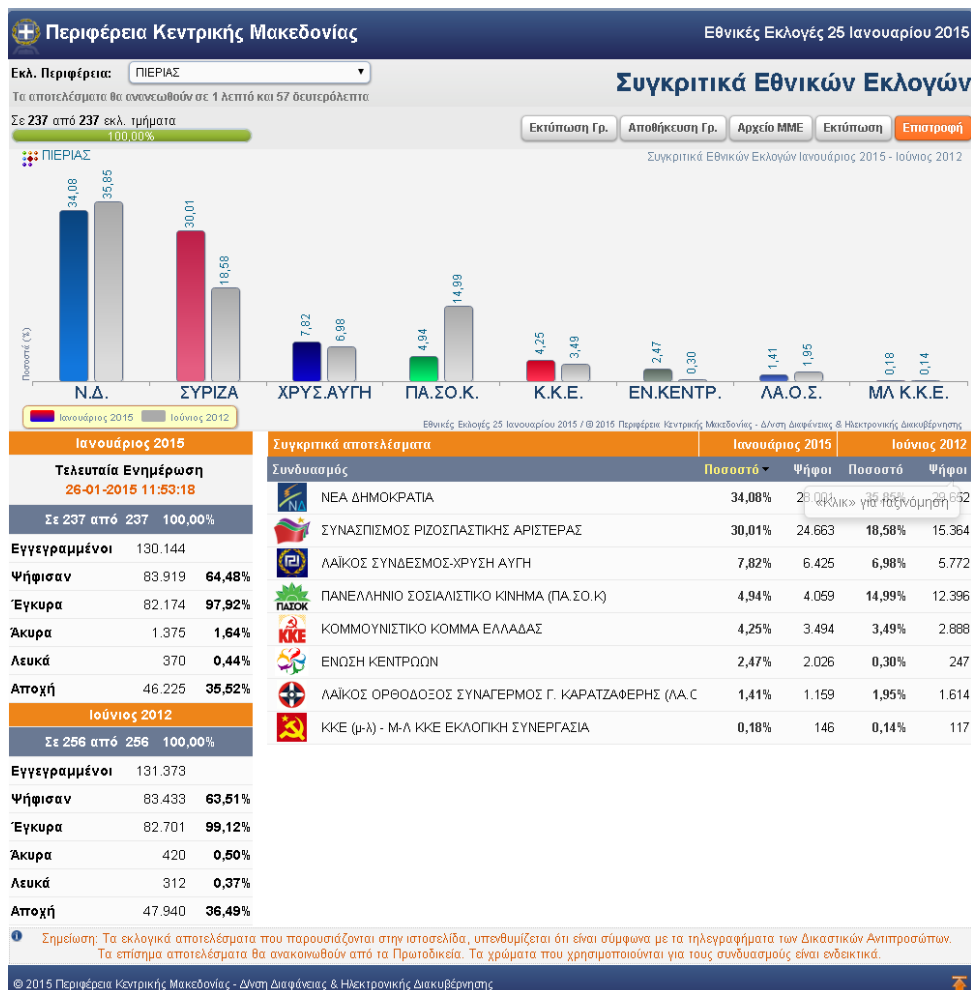 Περιφέρεια Κεντρικής Μακεδονίας
Εθνικές Εκλογές 25 Ιανουαρίου 2015
Εκλ. Περιφέρεια: ΠΙΕΡΙΑΣ
Συγκριτικά Εθνικών Εκλογών
Τα αποτελέσματα θα ανανεωθούν σε 1 λεπτό και 57 δευτερόλεπτα
Σε 237 από 237 εκλ. τμήματα
100,00%
Εκτύπωση Γρ. Αποθήκευση Γρ. Αρχείο ΜΜΕ Εκτύπωση Επιστροφή
ΠΙΕΡΙΑΣ
Συγκριτικά Εθνικών Εκλογών Ιανουάριος 2015 - Ιούνιος 2012
Ποσοστό (%)
34,08 35,85 30,01 18,58 7,82 6,98 4,94 14,99 4,25 3,49 2,47 0,30 1,41 1,95 0,18 0,14
Ν.Δ. ΣΥΡΙΖΑ ΧΡΥΣ.ΑΥΓΗ ΠΑ.ΣΟ.Κ. Κ.Κ.Ε. ΕΝ.ΚΕΝΤΡ. ΛΑ.Ο.Σ. ΜΛ Κ.Κ.Ε.
Ιανουάριος 2015 Ιούνιος 2012
Εθνικές Εκλογές 25 Ιανουαρίου 2015 / © 2015 Περιφέρεια Κεντρικής Μακεδονίας - Δ/νση Διαφάνειας & Ηλεκτρονικής Διακυβέρνησης
Ιανουάριος 2015
Τελευταία Ενημέρωση
26-01-2015 11:53:18
Σε 237 από 237 100,00%
Εγγεγραμμένοι 130.144
Ψήφισαν 83.919 64,48%
Έγκυρα 82.174 97,92%
Άκυρα 1.375 1,64%
Λευκά 370 0,44%
Αποχή 46.225 35,52%
Ιούνιος 2012
Σε 256 από 256 100,00%
Εγγεγραμμένοι 131.373
Ψήφισαν 83.433 63,51%
Έγκυρα 82.701 99,12%
Άκυρα 420 0,50%
Λευκά 312 0,37%
Αποχή 47.940 36,49%
Συγκριτικά αποτελέσματα Ιανουάριος 2015 Ιούνιος 2012
Συνδυασμός Ποσοστό Ψήφοι Ποσοστό Ψήφοι
ΝΕΑ ΔΗΜΟΚΡΑΤΙΑ 34,08% 28.001 35,85% 29.652
«Κλικ» για ταξινόμηση
ΣΥΝΑΣΠΙΣΜΟΣ ΡΙΖΟΣΠΑΣΤΙΚΗΣ ΑΡΙΣΤΕΡΑΣ 30,01% 24.663 18,58% 15.364
ΛΑΪΚΟΣ ΣΥΝΔΕΣΜΟΣ-ΧΡΥΣΗ ΑΥΓΗ 7,82% 6.425 6,98% 5.772
ΠΑΝΕΛΛΗΝΙΟ ΣΟΣΙΑΛΙΣΤΙΚΟ ΚΙΝΗΜΑ (ΠΑ.ΣΟ.Κ) 4,94% 4.059 14,99% 12.396
ΚΟΜΜΟΥΝΙΣΤΙΚΟ ΚΟΜΜΑ ΕΛΛΑΔΑΣ 4,25% 3.494 3,49% 2.888
ΕΝΩΣΗ ΚΕΝΤΡΩΩΝ 2,47% 2.026 0,30% 247
ΛΑΪΚΟΣ ΟΡΘΟΔΟΞΟΣ ΣΥΝΑΓΕΡΜΟΣ Γ. ΚΑΡΑΤΖΑΦΕΡΗΣ (ΛΑ.Ο 1,41% 1.159 1,95% 1.614
ΚΚΕ (μ-λ) - Μ-Λ ΚΚΕ ΕΚΛΟΓΙΚΗ ΣΥΝΕΡΓΑΣΙΑ 0,18% 146 0,14% 117
ΝΔ
ΠΑΣΟΚ
ΚΚΕ
Σημείωση: Τα εκλογικά αποτελέσματα που παρουσιάζονται στην ιστοσελίδα, υπενθυμίζεται ότι είναι σύμφωνα με τα τηλεγραφήματα των Δικαστικών Αντιπροσώπων.
Τα επίσημα αποτελέσματα θα ανακοινωθούν από τα Πρωτοδικεία. Τα χρώματα που χρησιμοποιούνται για τους συνδυασμούς είναι ενδεικτικά.
© 2015 Περιφέρεια Κεντρικής Μακεδονίας - Δ/νση Διαφάνειας & Ηλεκτρονικής Διακυβέρνησης